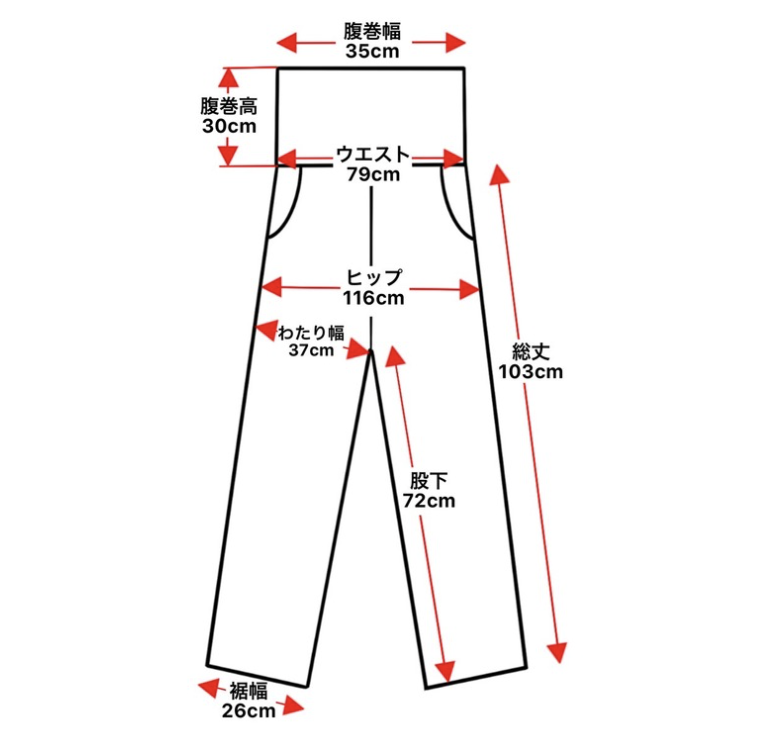 腹巻幅
35cm
腹巻高
30cm
ウエスト
79cm
ヒップ
116cm
わたり幅
37cm
総丈
103cm
股下
72cm
裾幅
26cm